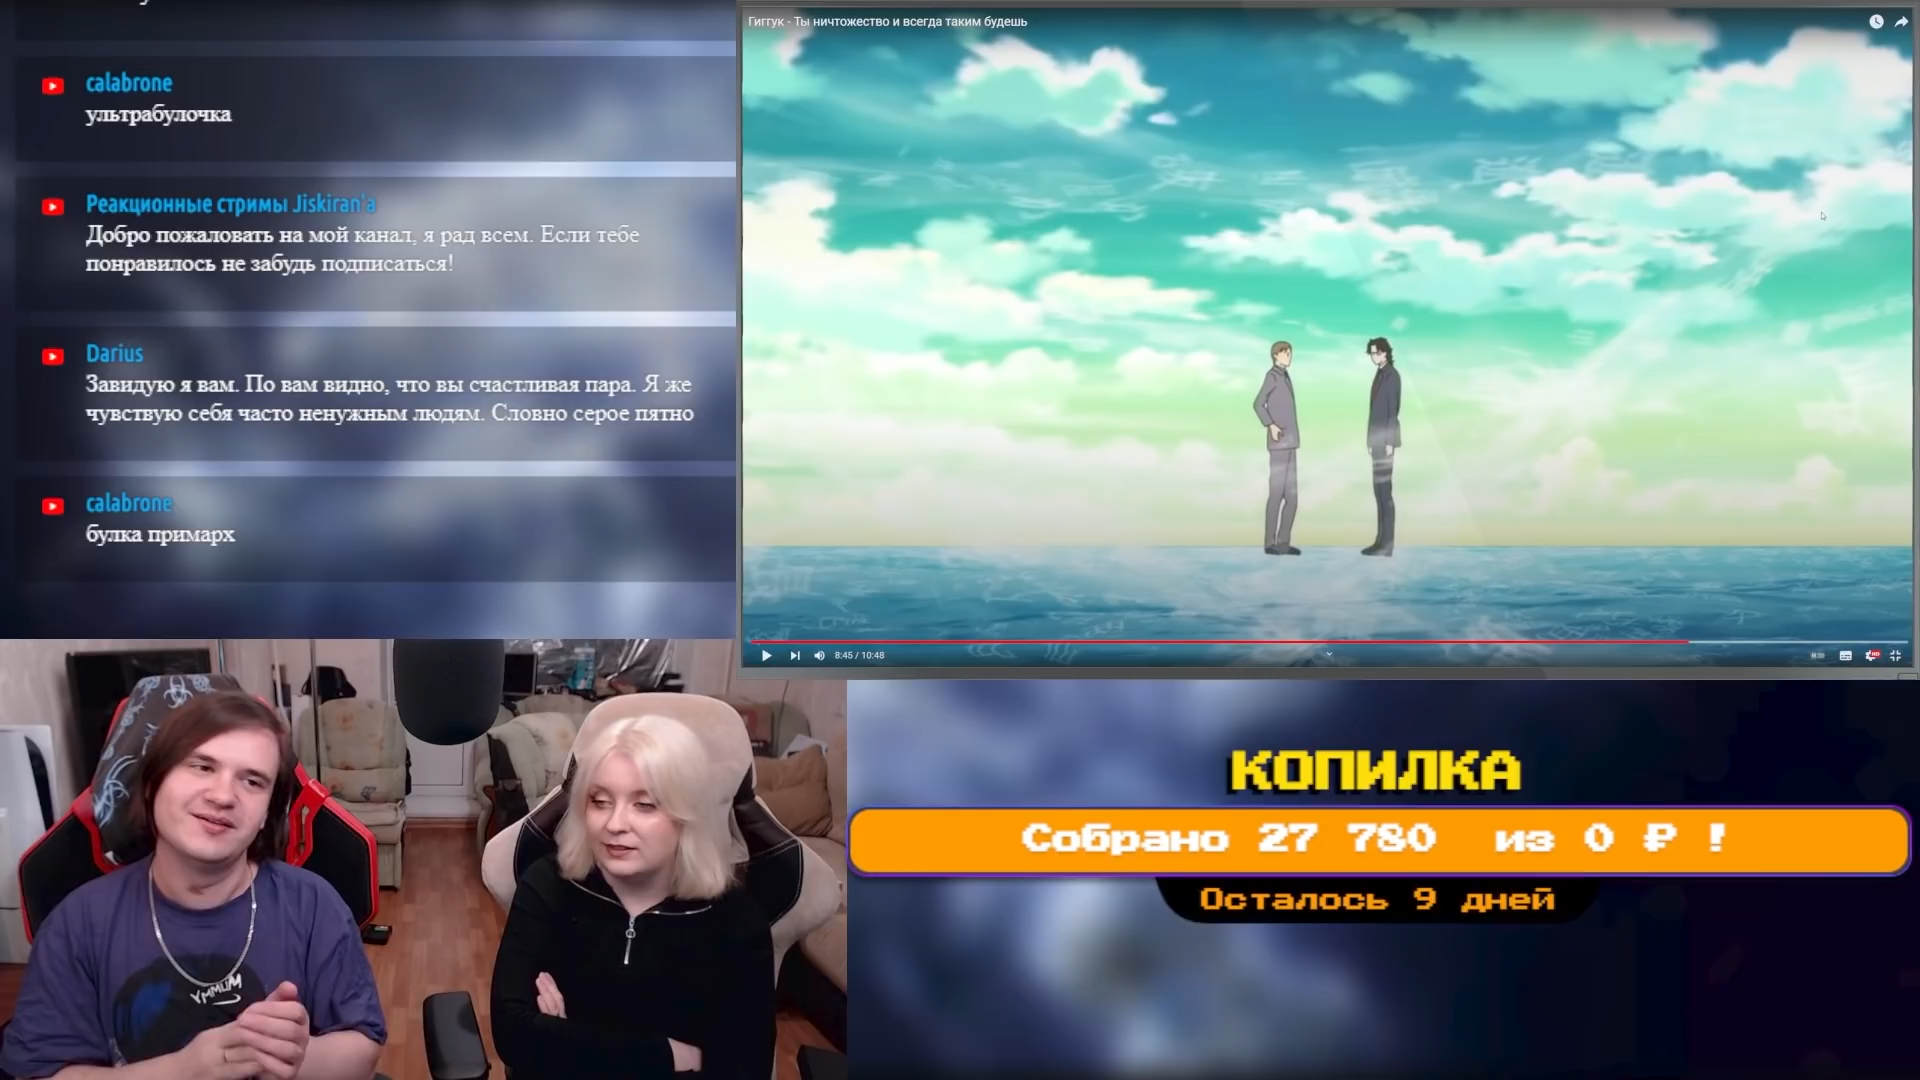 calabrone
ультрабулочка
Реакционные стримы Jiskiran'а
Добро пожаловать на мой канал, я рад всем. Если тебе
понравилось не забудь подписаться!
Darius
Завидую я вам. По вам видно, что вы счастливая пара. Я же
чувствую себя часто ненужным людям. Словно серое пятно
calabrone
булка примарх
Гиггук - Ты ничтожество и всегда таким будешь
8:45 / 10:48
HD
КОПИЛКА
Собрано 27 780 из 0 ₽ !
Осталось 9 дней